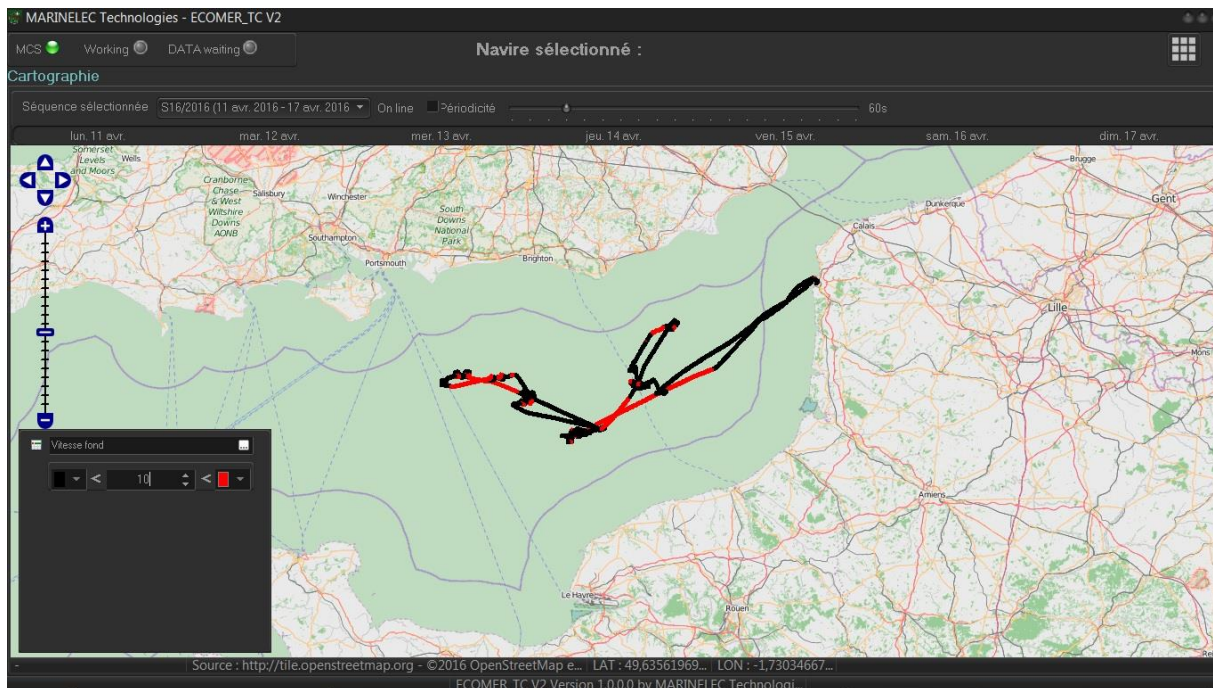 MARINELEC Technologies - ECOMER_TC V2
MCS Working DATA waiting Navire sélectionné :
Cartographie
Séquence sélectionnée S16/2016 (11 avr. 2016 - 17 avr. 2016 On line Périodicité 60s
lun. 11 avr. mar. 12 avr. mer. 13 avr. jeu. 14 avr. ven. 15 avr. sam. 16 avr. dim. 17 avr.
Somerset
Levels
and Moors
Wells
Cranborne
Chase
& West
Wiltshire
Downs
AONB
Salisbury
Winchester
South
Downs
National
Park
Southampton
Portsmouth
Brighton
Brugge
Gent
Dunkerque
Calais
Lille
Mons
Vitesse fond ...
< 10 <
Amiens
Le Havre
Rouen
- Source : http://tile.openstreetmap.org - ©2016 OpenStreetMap e... LAT : 49,63561969... LON : -1,73034667...
ECOMER_TC V2 Version 1.0.0.0 by MARINELEC Technologi...